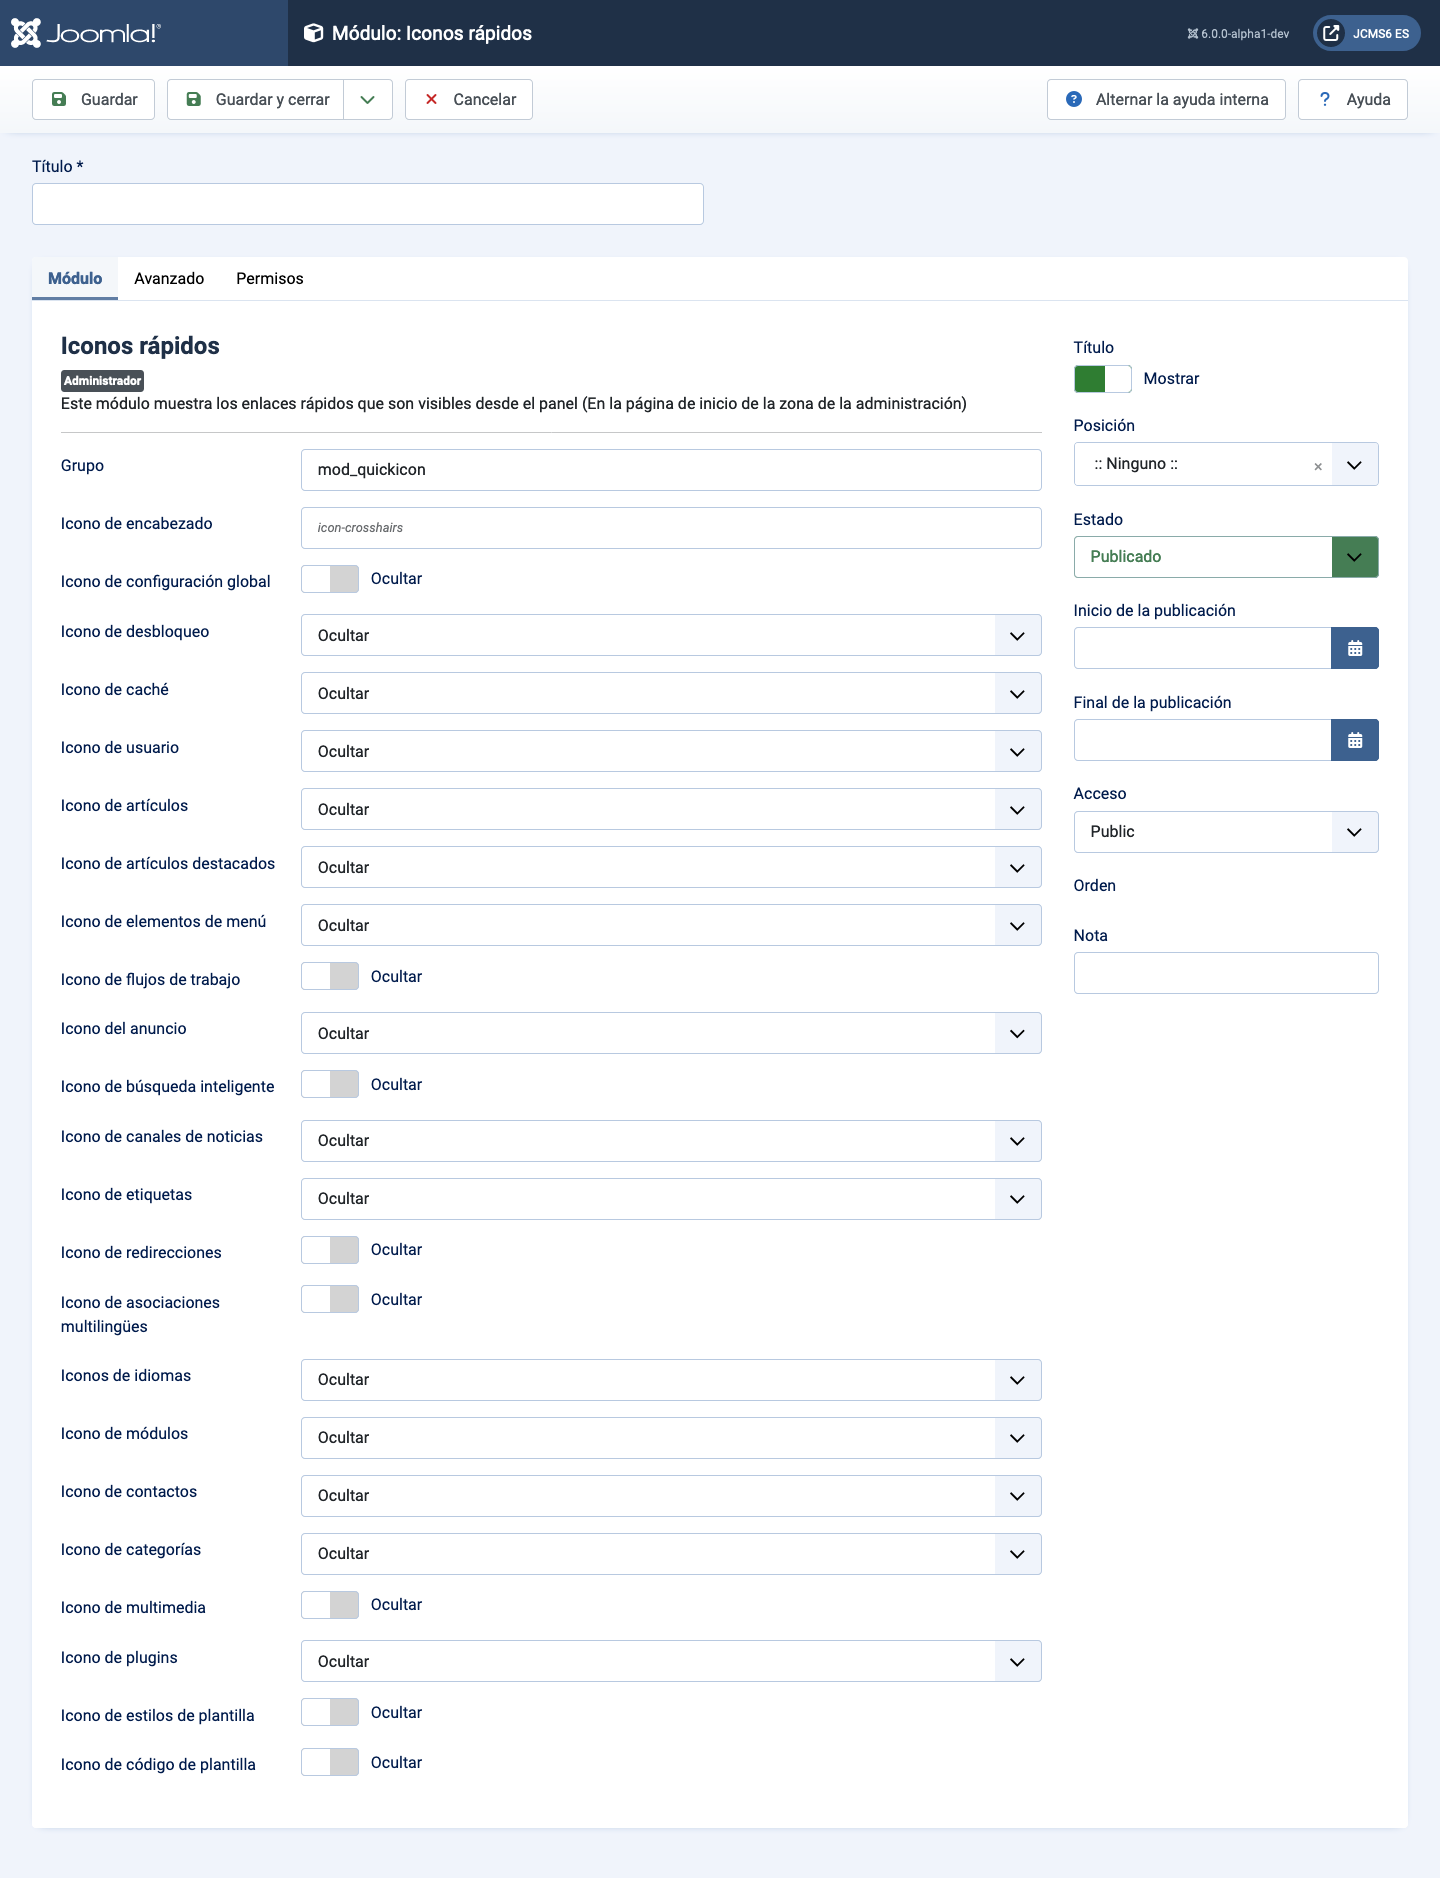 Joomla!®
Módulo: Iconos rápidos
6.0.0-alpha1-dev
JCMS6 ES
Guardar
Guardar y cerrar
Cancelar
Alternar la ayuda interna
? Ayuda
Título *
Módulo
Avanzado
Permisos
Iconos rápidos
Administrador
Este módulo muestra los enlaces rápidos que son visibles desde el panel (En la página de inicio de la zona de la administración)
Grupo
mod_quickicon
Icono de encabezado
icon-crosshairs
Icono de configuración global
Ocultar
Icono de desbloqueo
Ocultar
Icono de caché
Ocultar
Icono de usuario
Ocultar
Icono de artículos
Ocultar
Icono de artículos destacados
Ocultar
Icono de elementos de menú
Ocultar
Icono de flujos de trabajo
Ocultar
Icono del anuncio
Ocultar
Icono de búsqueda inteligente
Ocultar
Icono de canales de noticias
Ocultar
Icono de etiquetas
Ocultar
Icono de redirecciones
Ocultar
Icono de asociaciones
multilingües
Ocultar
Iconos de idiomas
Ocultar
Icono de módulos
Ocultar
Icono de contactos
Ocultar
Icono de categorías
Ocultar
Icono de multimedia
Ocultar
Icono de plugins
Ocultar
Icono de estilos de plantilla
Ocultar
Icono de código de plantilla
Ocultar
Título
Mostrar
Posición
:: Ninguno ::
×
Estado
Publicado
Inicio de la publicación
Final de la publicación
Acceso
Public
Orden
Nota